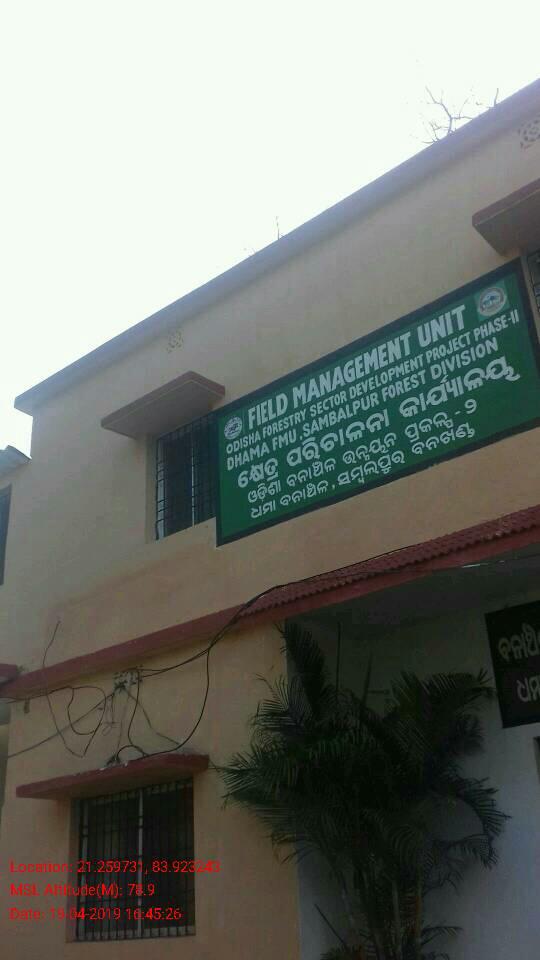 FIELD MANAGEMENT UNIT
ODISHA FORESTRY SECTOR DEVELOPMENT PROJECT PHASE-II
DHAMA FMU, SAMBALPUR FOREST DIVISION
କ୍ଷେତ୍ର ପରିଚାଳନା କାର୍ଯ୍ୟାଳୟ
ଓଡ଼ିଶା ବନାଞ୍ଚଳ ଉନ୍ନୟନ ପ୍ରକଳ୍ପ-୨
ଧମା ବନାଞ୍ଚଳ, ସମ୍ବଲପୁର ବନଖଣ୍ଡ
ଧମା
Location: 21.259731, 83.923243
MSL Altitude(M): 78.9
Date: 19-04-2019 16:45:26